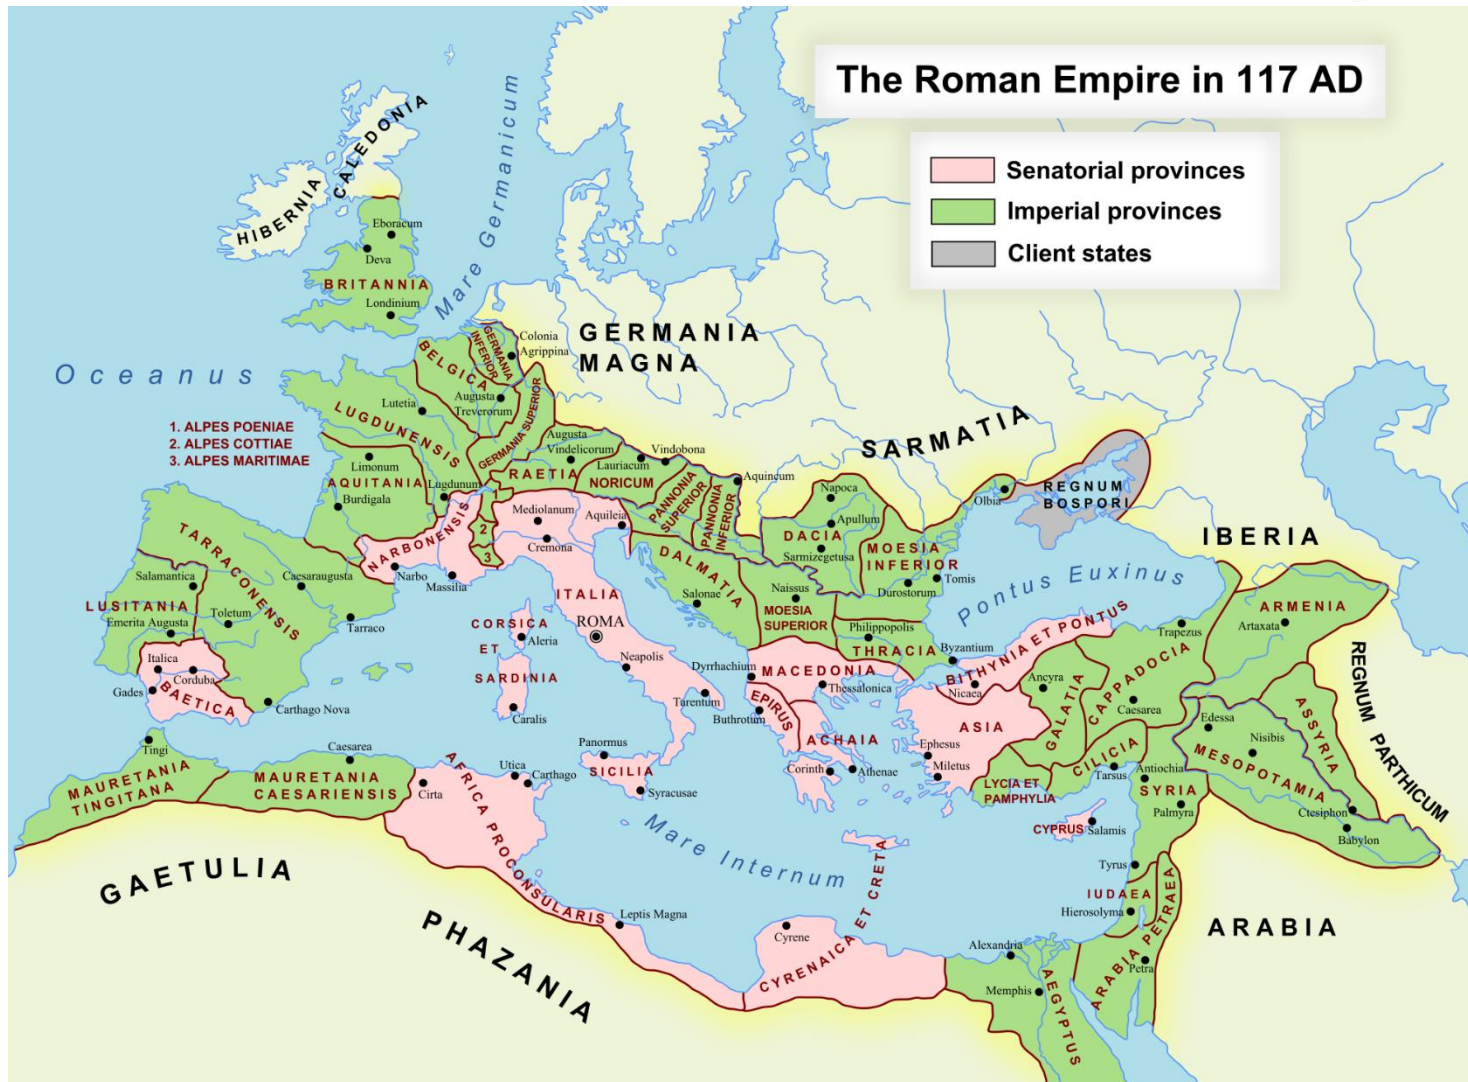 The Roman Empire in 117 AD
Senatorial provinces
Imperial provinces
Client states
CALEDONIA
HIBERNIA
Mare Germanicum
Eboracum
Deva
BRITANNIA
Londinium
Oceanus
GERMANIA
MAGNA
GERMANIA
INFERIOR
Colonia
Agrippina
BELGICA
Augusta
Treverorum
Lutetia
LUGDUNENSIS
GERMANIA SUPERIOR
1. ALPES POENIAE
2. ALPES COTTIAE
3. ALPES MARITIMAE
Limonum
AQUITANIA
Burdigala
Lugdunum
Augusta
Vindelicorum
RAETIA
Lauriacum
NORICUM
Vindobona
PANNONIA
SUPERIOR
PANNONIA
INFERIOR
Aquincum
SARMATIA
Napoca
Apullum
DACIA
Sarmizegetusa
MOESIA
INFERIOR
Olbia
REGNUM
BOSPORI
IBERIA
Tomis
Durostorum
Pontus Euxinus
1
2
3
NARBONENSIS
Narbo
Massilia
Mediolanum
Cremona
Aquileia
ITALIA
ROMA
Neapolis
Tarentum
DALMATIA
Salonae
Naissus
MOESIA
SUPERIOR
Philippopolis
THRACIA
Byzantium
TARRACONENSIS
Salamantica
Caesaraugusta
LUSITANIA
Toletum
Emerita Augusta
Tarraco
Italica
Corduba
Gades
BAETICA
Carthago Nova
CORSICA
ET
SARDINIA
Aleria
Caralis
Dyrrhachium
MACEDONIA
Thessalonica
EPIRUS
Buthrotum
ACHAIA
Corinth
Athenae
BITHYNIA ET PONTUS
Nicaea
ASIA
Ephesus
Miletus
Ancyra
GALATIA
CAPPADOCIA
Caesarea
Trapezus
ARMENIA
Artaxata
REGNUM PARTHICUM
ASSYRIA
Edessa
Nisibis
MESOPOTAMIA
Ctesiphon
Babylon
LYCIA ET
PAMPHYLIA
CILICIA
Tarsus
Antiochia
SYRIA
Palmyra
CYPRUS
Salamis
Tyrus
IUDAEA
Hierosolyma
ARABIA PETRAEA
Petra
ARABIA
Tingi
MAURETANIA
TINGITANA
Caesarea
MAURETANIA
CAESARIENSIS
Cirta
Utica
Carthago
AFRICA PROCONSULARIS
Panormus
SICILIA
Syracusae
Mare Internum
Leptis Magna
GAETULIA
PHAZANIA
Cyrene
CYRENAICA ET CRETA
Alexandria
Memphis
AEGYPTUS